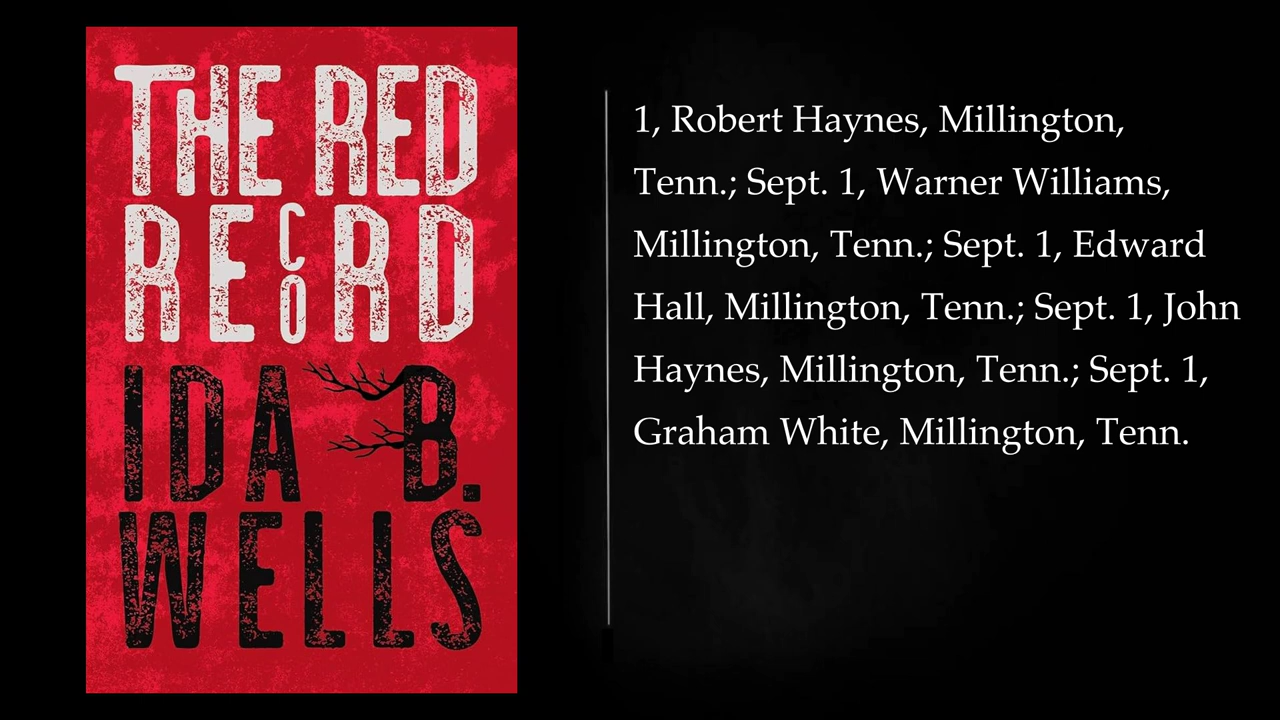 THE RED
RECORD
IDA B.
WELLS
1, Robert Haynes, Millington,
Tenn.; Sept. 1, Warner Williams,
Millington, Tenn.; Sept. 1, Edward
Hall, Millington, Tenn.; Sept. 1, John
Haynes, Millington, Tenn.; Sept. 1,
Graham White, Millington, Tenn.